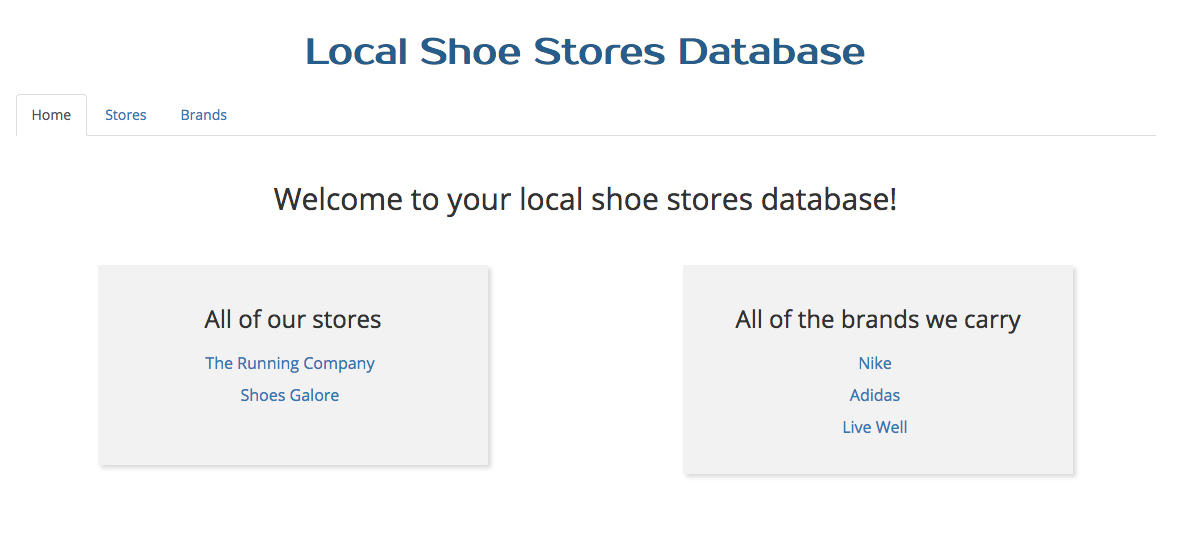 Local Shoe Stores Database
Home Stores Brands
Welcome to your local shoe stores database!
All of our stores
The Running Company
Shoes Galore
All of the brands we carry
Nike
Adidas
Live Well